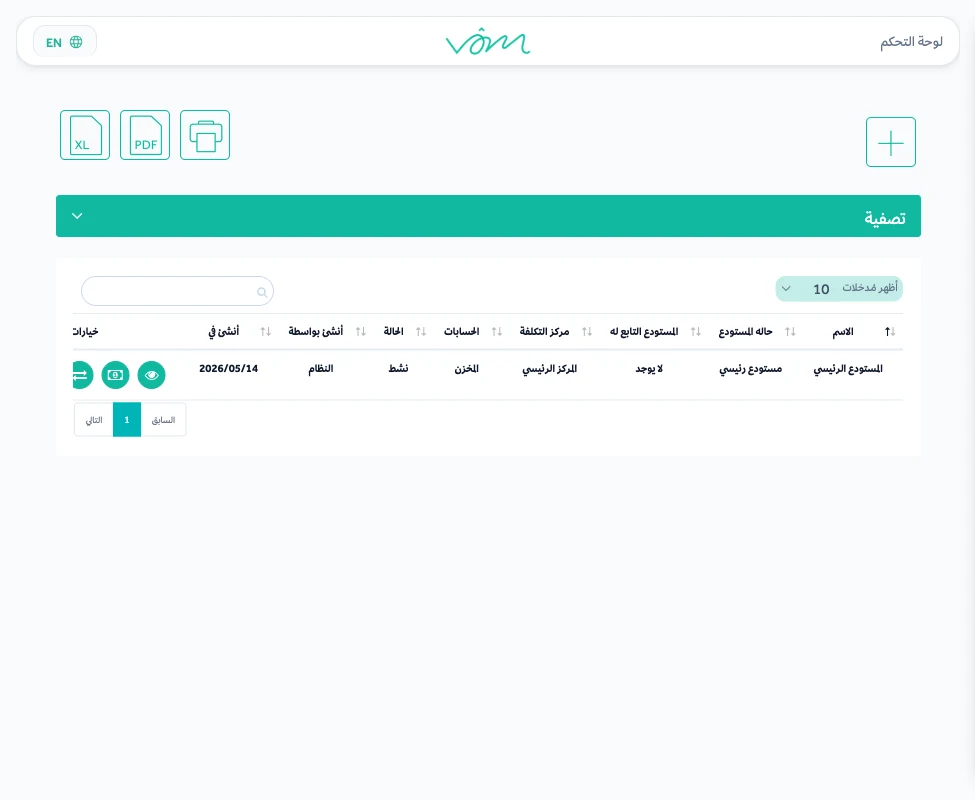 لوحة التحكم
vôm
EN
XL PDF
تصفية
أظهر مُدخلات 10
الاسم حاله المستودع المستودع التابع له مركز التكلفة الحسابات الحالة أنشئ بواسطة أنشئ في خيارات
المستودع الرئيسي مستودع رئيسي لا يوجد المركز الرئيسي المخزن نشط النظام 2026/05/14
السابق 1 التالي